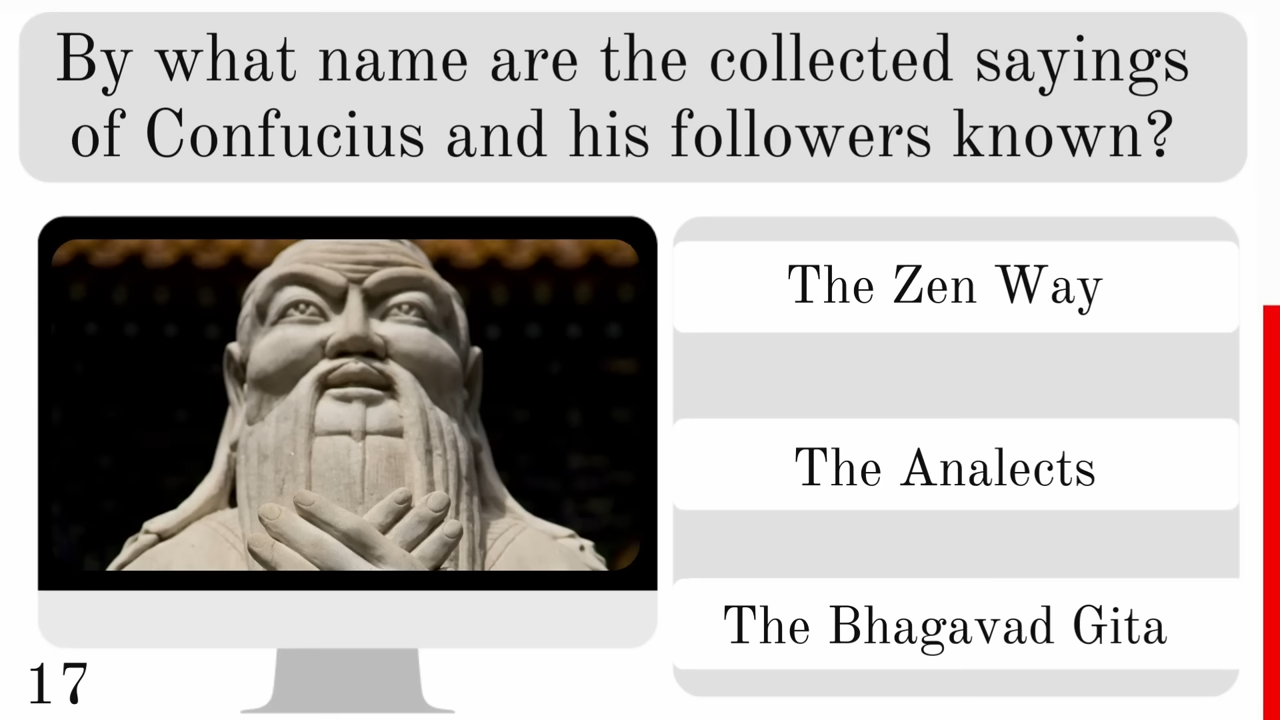 By what name are the collected sayings
of Confucius and his followers known?
The Zen Way
The Analects
The Bhagavad Gita
17